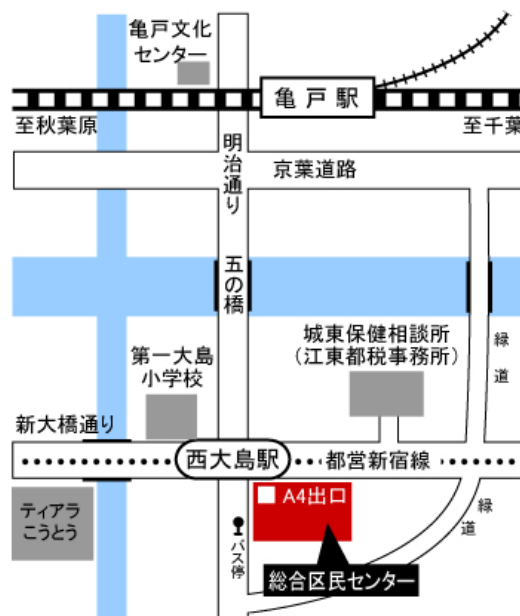 亀戸文化
センター
亀戸駅
至秋葉原
至千葉
明治通り
京葉道路
五の橋
城東保健相談所
(江東都税事務所)
緑道
第一大島
小学校
新大橋通り
西大島駅
都営新宿線
ティアラ
こうとう
A4出口
バス停
緑道
総合区民センター